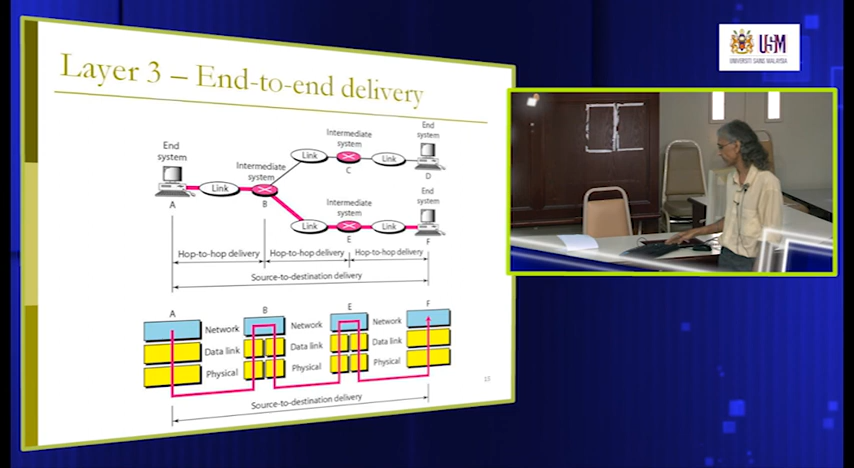 Layer 3 – End-to-end delivery
End
system
A
Link
Intermediate
system
B
Link
Intermediate
system
C
Link
End
system
D
Link
Intermediate
system
E
Link
End
system
F
Hop-to-hop delivery
Hop-to-hop delivery
Hop-to-hop delivery
Source-to-destination delivery
A
B
E
F
Network
Network
Network
Data link
Data link
Data link
Physical
Physical
Physical
Source-to-destination delivery
USM
UNIVERSITI SAINS MALAYSIA